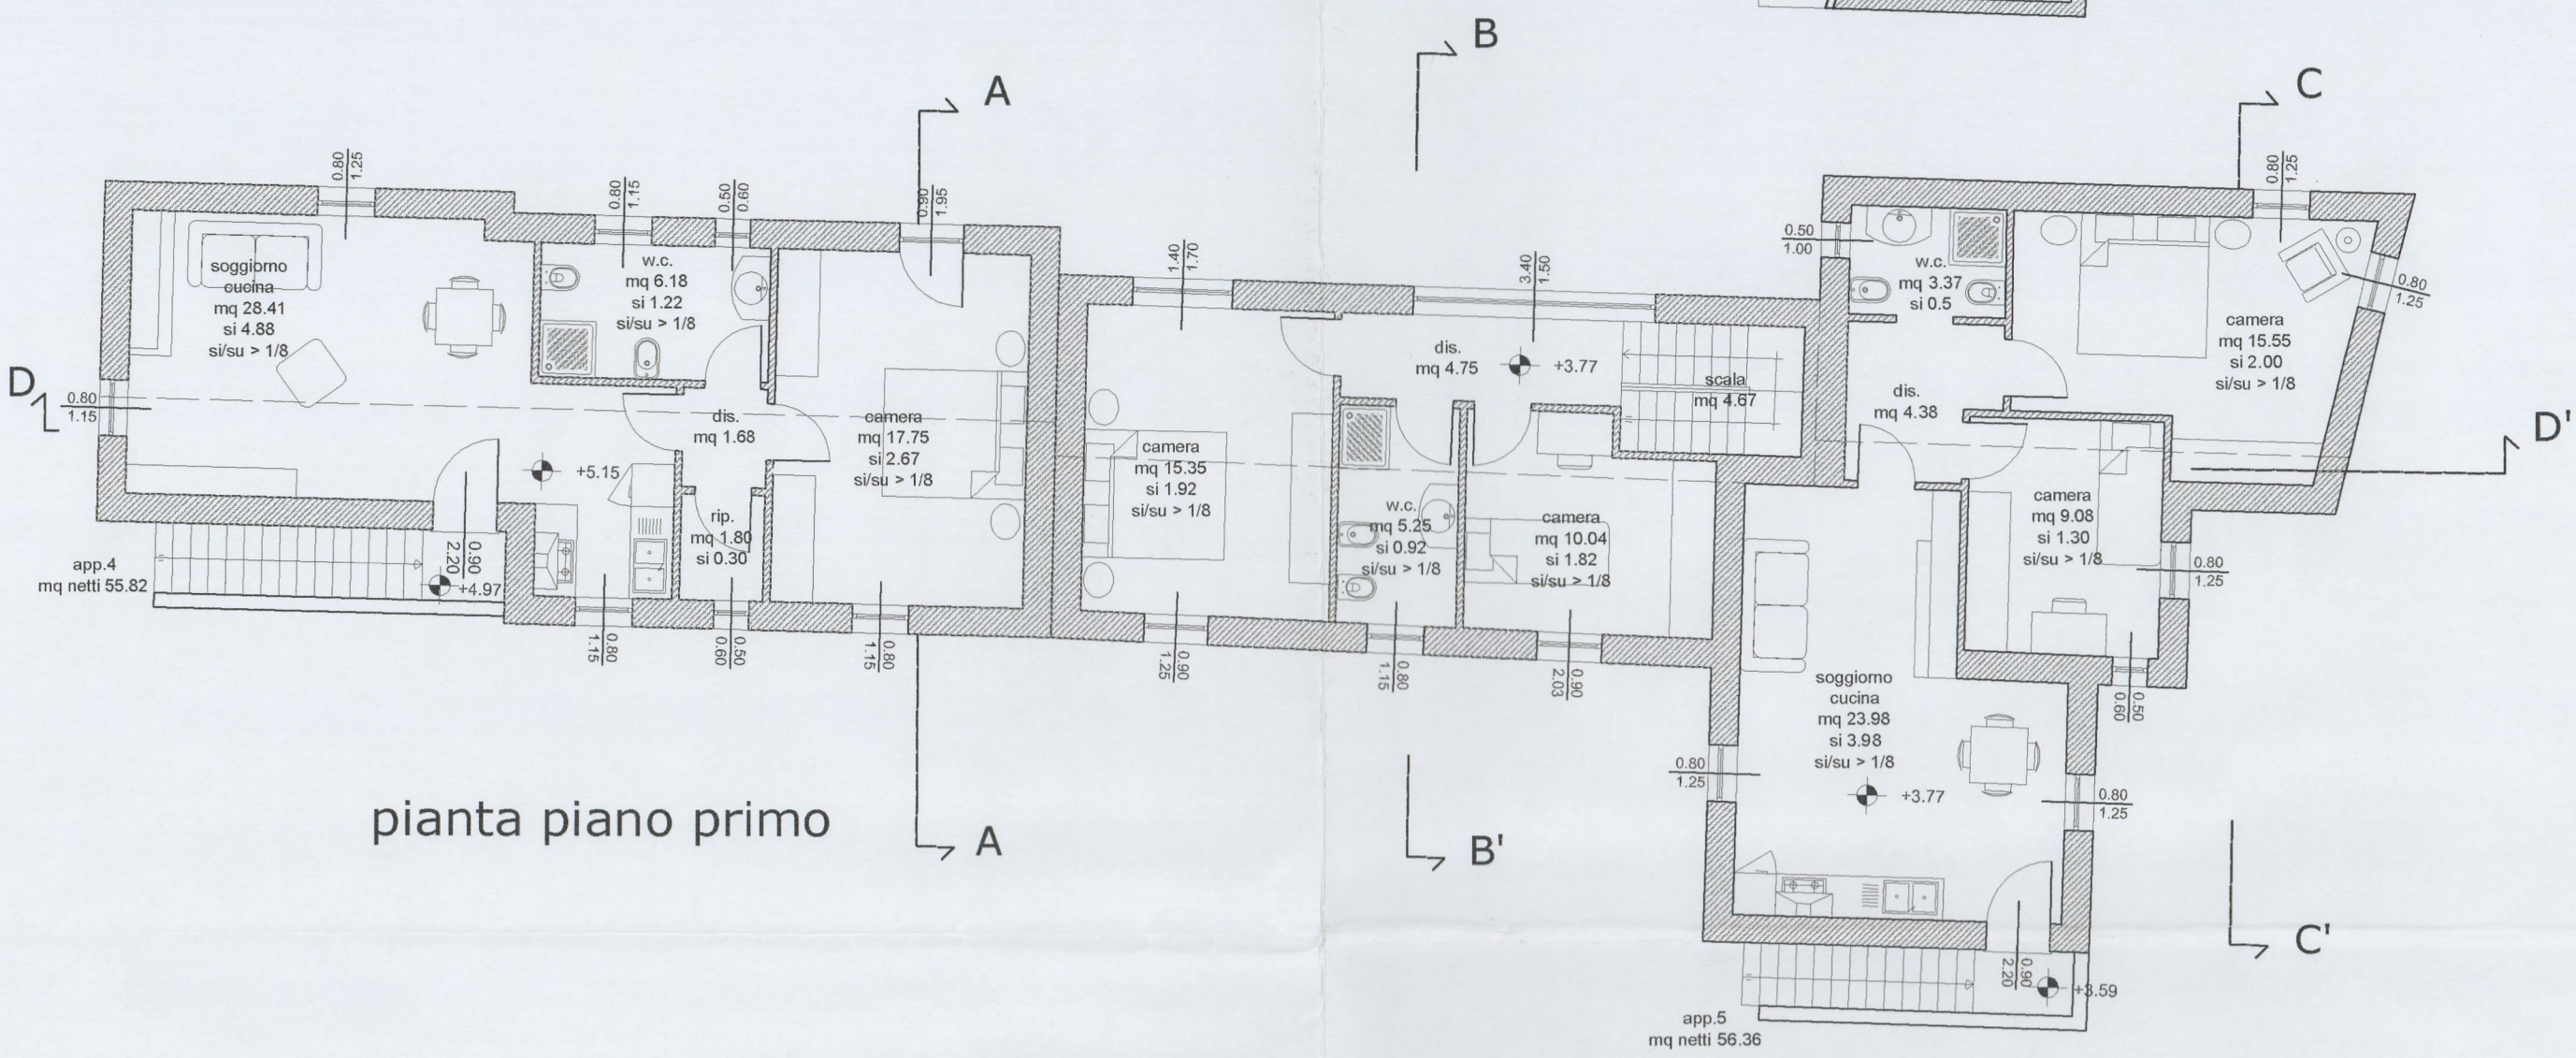 B
A
C
0.80
1.25
0.80
1.15
0.50
0.60
0.90
1.95
1.40
1.70
3.40
1.50
0.50
1.00
0.80
1.25
0.80
1.25
soggiorno
cucina
mq 28.41
si 4.88
si/su > 1/8
w.c.
mq 6.18
si 1.22
si/su > 1/8
D
0.80
1.15
+5.15
dis.
mq 1.68
rip.
mq 1.80
si 0.30
camera
mq 17.75
si 2.67
si/su > 1/8
camera
mq 15.35
si 1.92
si/su > 1/8
dis.
mq 4.75
+3.77
scala
mq 4.67
w.c.
mq 5.25
si 0.92
si/su > 1/8
camera
mq 10.04
si 1.82
si/su > 1/8
w.c.
mq 3.37
si 0.5
dis.
mq 4.38
camera
mq 15.55
si 2.00
si/su > 1/8
D'
camera
mq 9.08
si 1.30
si/su > 1/8
0.80
1.25
0.50
0.60
app.4
mq netti 55.82
0.90
2.20
+4.97
0.80
1.15
0.50
0.60
0.80
1.15
0.90
1.25
0.80
1.15
0.90
2.03
soggiorno
cucina
mq 23.98
si 3.98
si/su > 1/8
+3.77
0.80
1.25
0.80
1.25
pianta piano primo
A
B'
C'
0.90
2.20
+3.59
app.5
mq netti 56.36